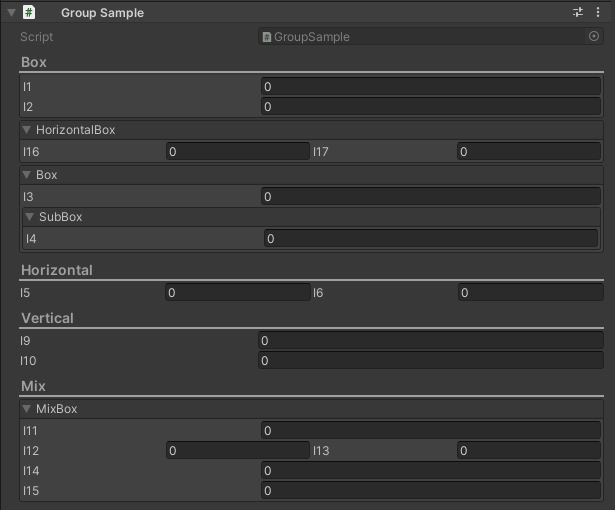 Group Sample
Script GroupSample
Box
I1 0
I2 0
HorizontalBox
I16 0 I17 0
Box
I3 0
SubBox
I4 0
Horizontal
I5 0 I6 0
Vertical
I9 0
I10 0
Mix
MixBox
I11 0
I12 0 I13 0
I14 0
I15 0